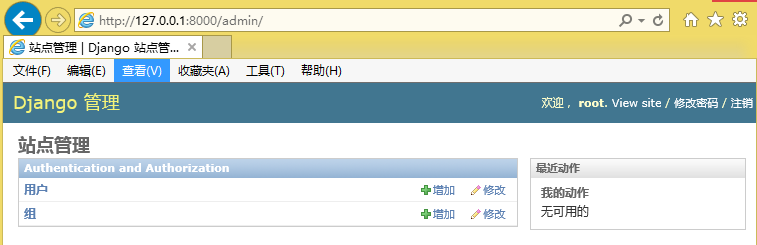 http://127.0.0.1:8000/admin/
站点管理 | Django 站点管...
文件(F) 编辑(E) 查看(V) 收藏夹(A) 工具(T) 帮助(H)
Django 管理
欢迎， root. View site / 修改密码 / 注销
站点管理
Authentication and Authorization
用户 增加 修改
组 增加 修改
最近动作
我的动作
无可用的